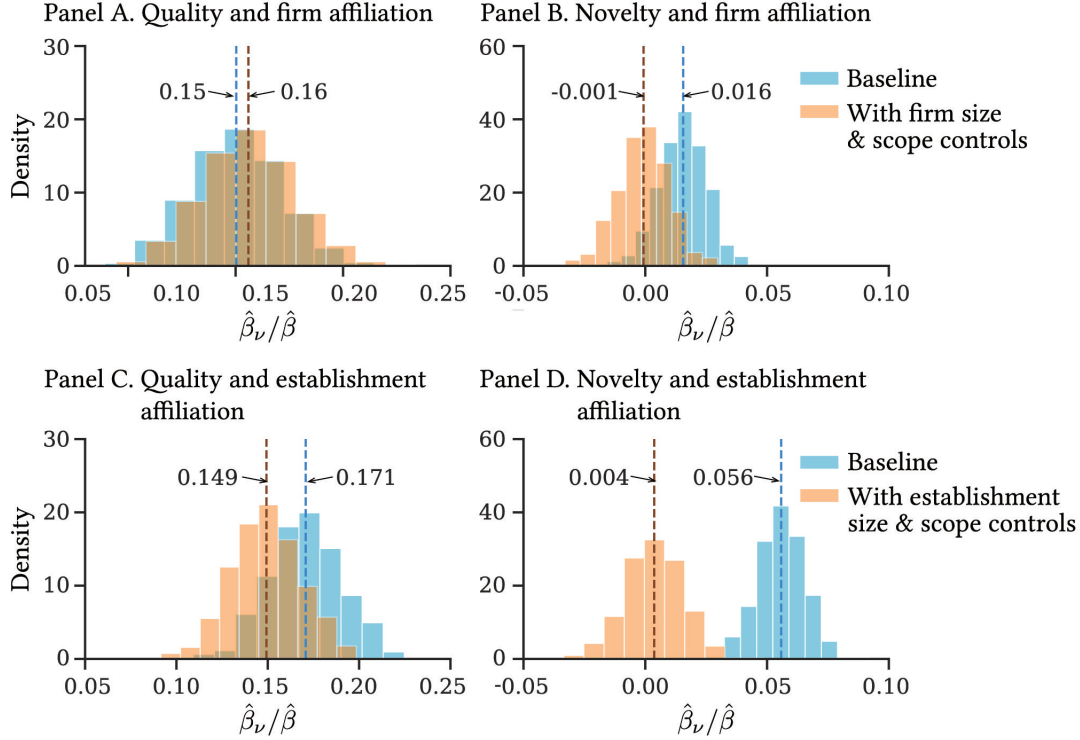 Panel A. Quality and firm affiliation
30
20
10
0
Density
0.15
0.16
0.05 0.10 0.15 0.20 0.25
β̂ν/β̂
Panel B. Novelty and firm affiliation
60
40
20
0
-0.001
0.016
-0.05 0.00 0.05 0.10
β̂ν/β̂
Baseline
With firm size
& scope controls
Panel C. Quality and establishment
affiliation
30
20
10
0
Density
0.149
0.171
0.05 0.10 0.15 0.20 0.25
β̂ν/β̂
Panel D. Novelty and establishment
affiliation
60
40
20
0
0.004
0.056
-0.05 0.00 0.05 0.10
β̂ν/β̂
Baseline
With establishment
size & scope controls